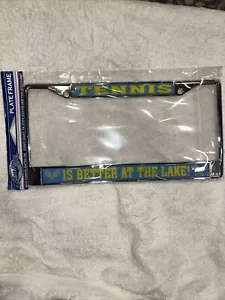 TENNIS
PLATE FRAME
IS BETTER AT THE LAKE!